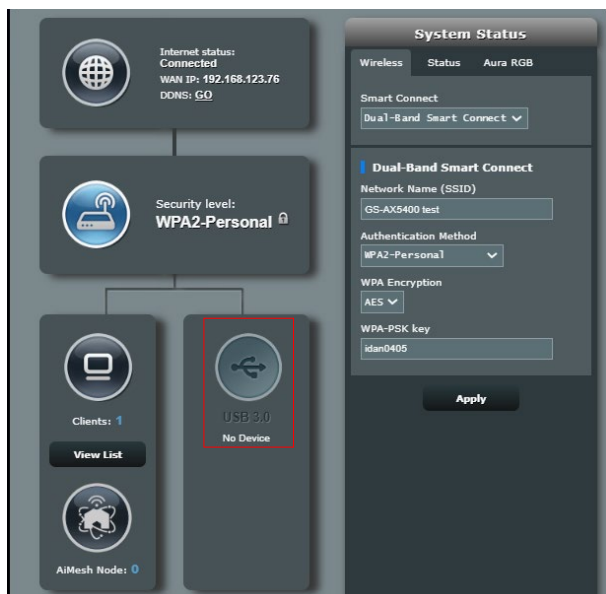 Internet status:
Connected
WAN IP: 192.168.123.76
DDNS: GO
Security level:
WPA2-Personal
Clients: 1
View List
AiMesh Node: 0
USB 3.0
No Device
System Status
Wireless Status Aura RGB
Smart Connect
Dual-Band Smart Connect
Dual-Band Smart Connect
Network Name (SSID)
GS-AX5400 test
Authentication Method
WPA2-Personal
WPA Encryption
AES
WPA-PSK key
idan0405
Apply